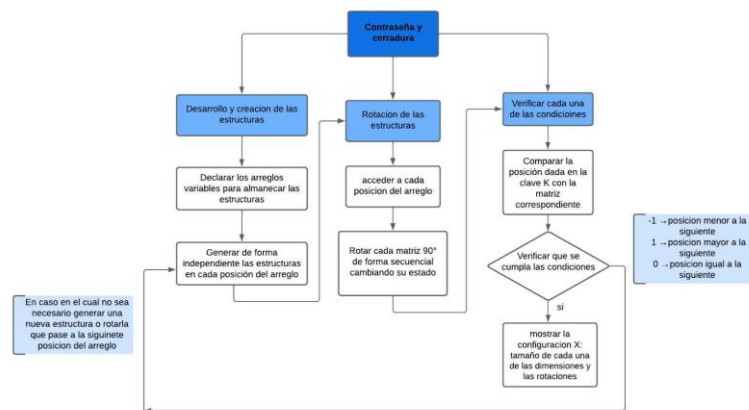 Contraseña y
cerradura
Desarrollo y creacion de las
estructuras
Rotacion de las
estructuras
Verificar cada una
de las condicioines
Declarar los arreglos
variables para almanecar las
estructuras
acceder a cada
posicion del arreglo
Comparar la
posición dada en la
clave K con la
matriz
correspondiente
Generar de forma
independiente las estructuras
en cada posición del arreglo
Rotar cada matriz 90°
de forma secuencial
cambiando su estado
Verificar que se
cumpla las condiciones
-1 →posicion menor a la
siguiente
1 →posicion mayor a la
siguiente
0 →posicion igual a la
siguiente
En caso en el cual no sea
necesario generar una
nueva estructura o rotarla
que pase a la siguinete
posicion del arreglo
si
mostrar la
configuracion X:
tamaño de cada una
de las dimensiones y
las rotaciones